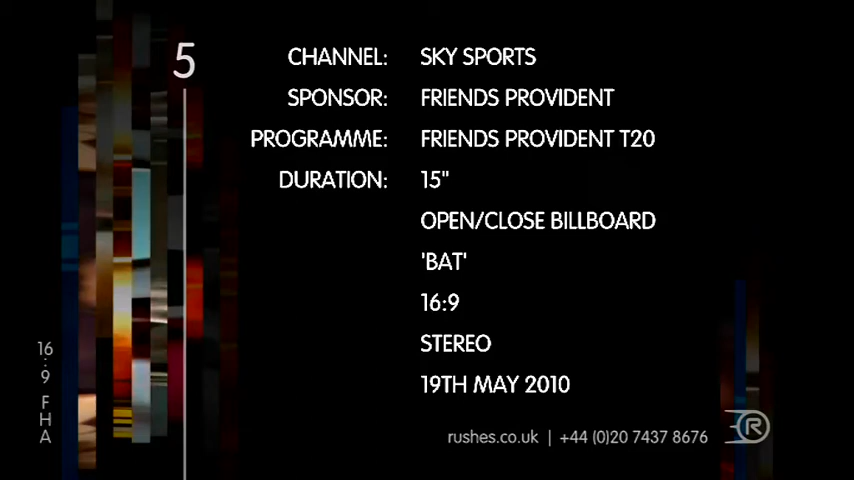 5
CHANNEL: SKY SPORTS
SPONSOR: FRIENDS PROVIDENT
PROGRAMME: FRIENDS PROVIDENT T20
DURATION: 15"
OPEN/CLOSE BILLBOARD
'BAT'
16:9
STEREO
19TH MAY 2010
16:9 FHA
rushes.co.uk | +44 (0)20 7437 8676
R